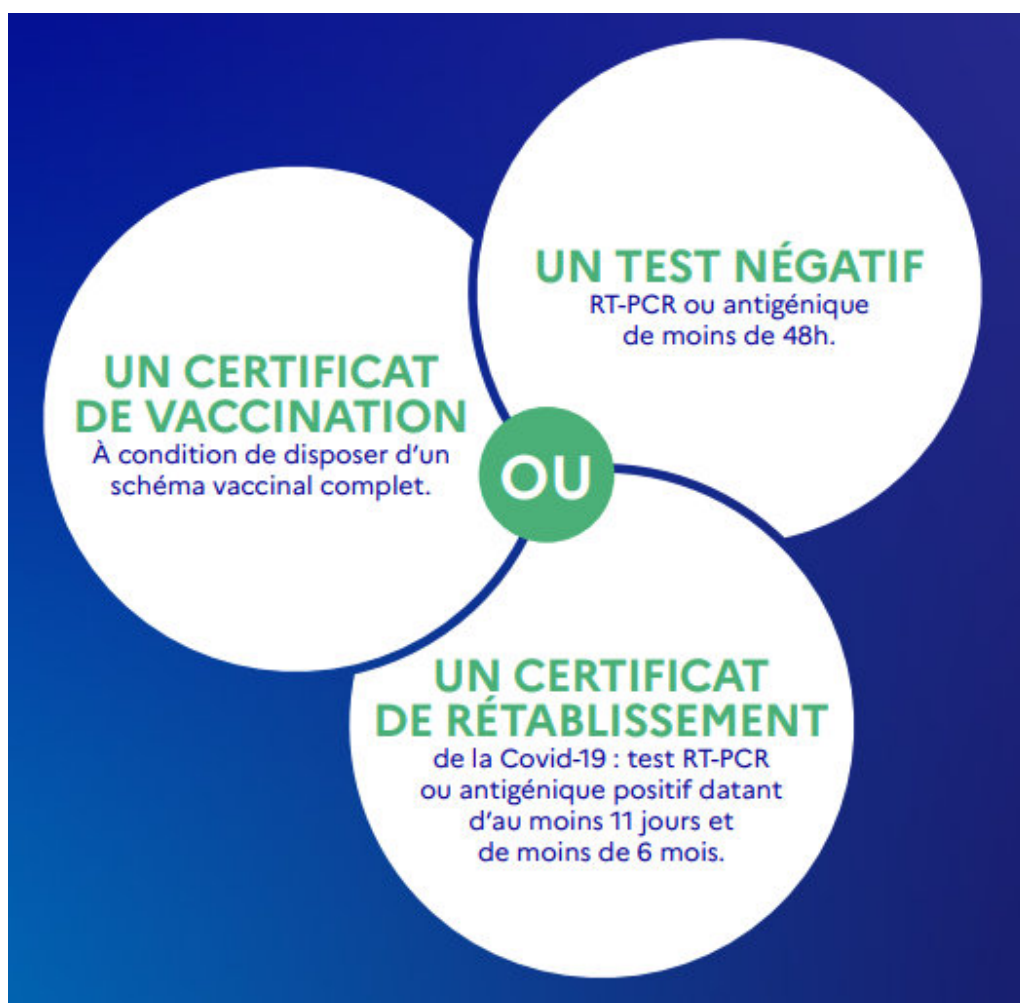 UN TEST NÉGATIF
RT-PCR ou antigénique
de moins de 48h.
UN CERTIFICAT
DE VACCINATION
À condition de disposer d'un
schéma vaccinal complet.
OU
UN CERTIFICAT
DE RÉTABLISSEMENT
de la Covid-19 : test RT-PCR
ou antigénique positif datant
d'au moins 11 jours et
de moins de 6 mois.